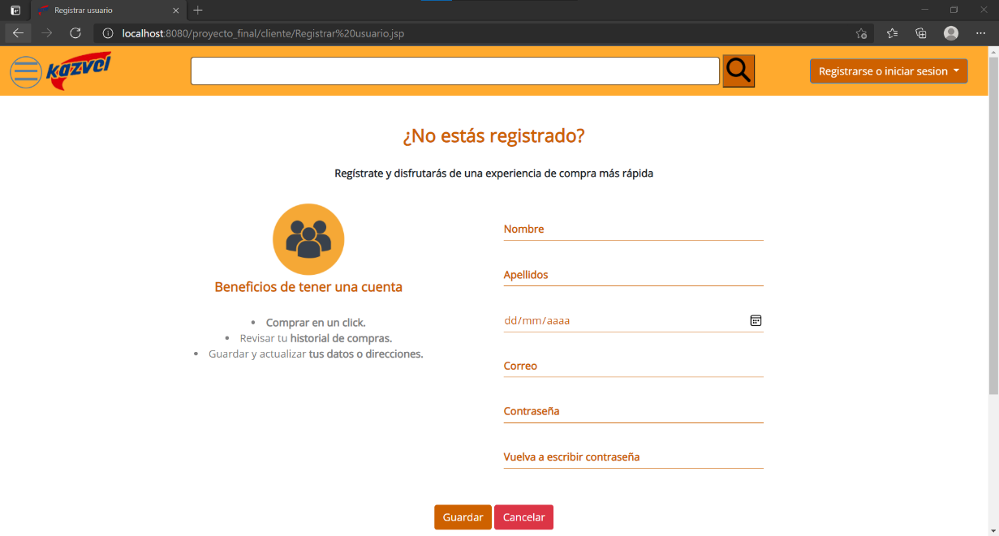 Registrar usuario
localhost:8080/proyecto_final/cliente/Registrar%20usuario.jsp
kazvel
Registrarse o iniciar sesion
¿No estás registrado?
Regístrate y disfrutarás de una experiencia de compra más rápida
Beneficios de tener una cuenta
• Comprar en un click.
• Revisar tu historial de compras.
• Guardar y actualizar tus datos o direcciones.
Nombre
Apellidos
dd/mm/aaaa
Correo
Contraseña
Vuelva a escribir contraseña
Guardar
Cancelar